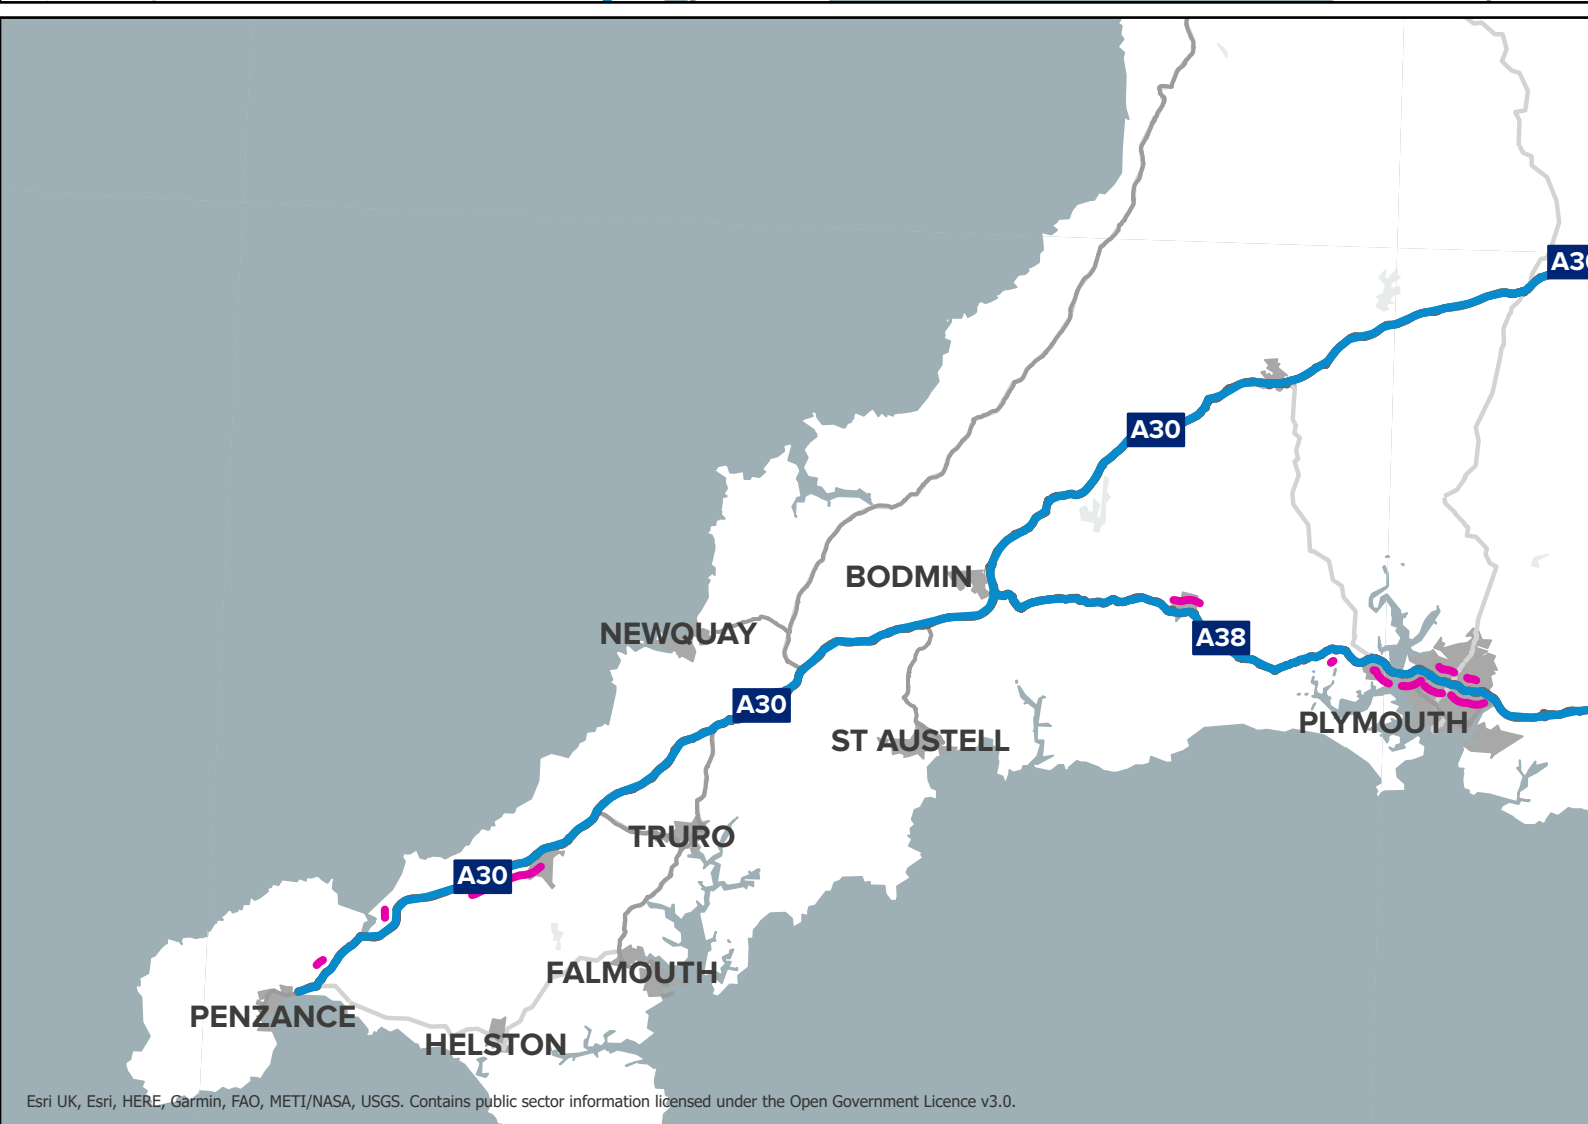 A30
A30
BODMIN
NEWQUAY
A38
A30
PLYMOUTH
ST AUSTELL
TRURO
A30
FALMOUTH
PENZANCE
HELSTON
Esri UK, Esri, HERE, Garmin, FAO, METI/NASA, USGS. Contains public sector information licensed under the Open Government Licence v3.0.